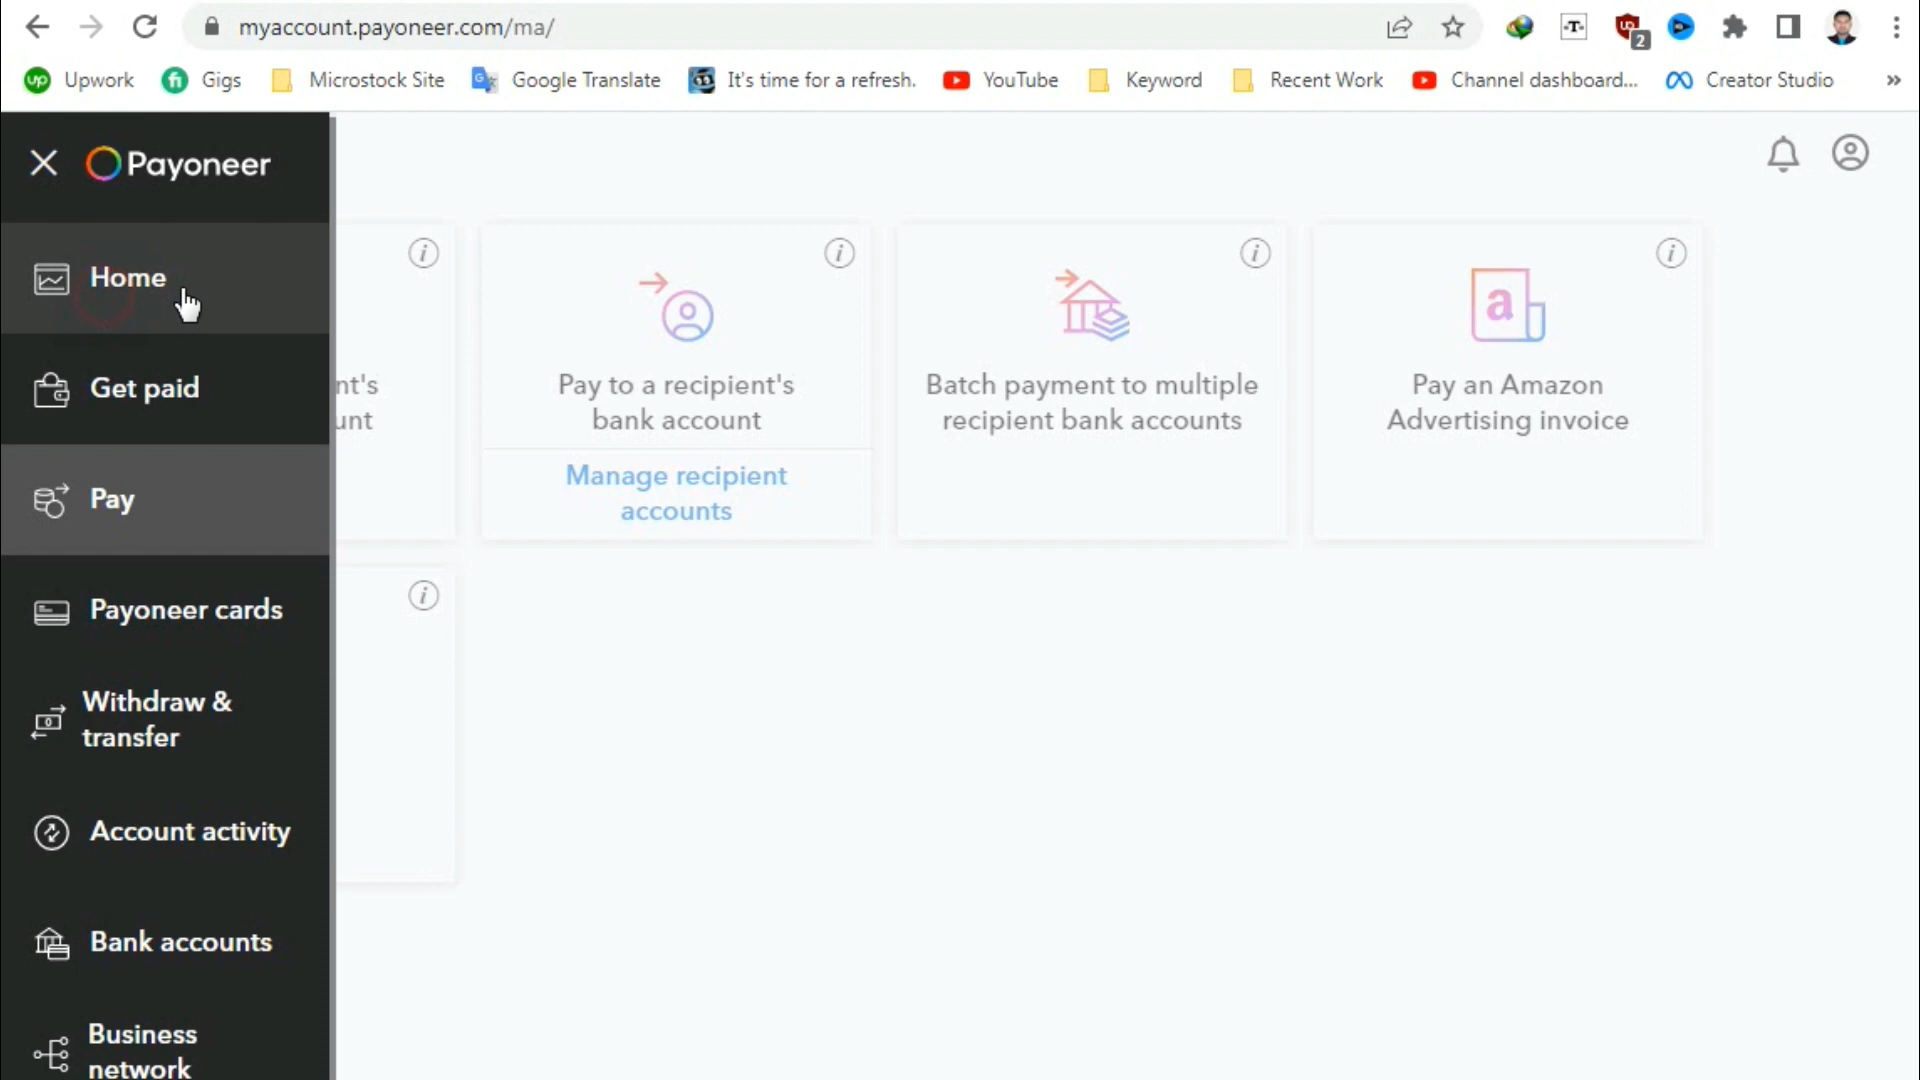 myaccount.payoneer.com/ma/
2
Upwork
Gigs
Microstock Site
Google Translate
It's time for a refresh.
YouTube
Keyword
Recent Work
Channel dashboard...
Creator Studio
»
Payoneer
Home
Get paid
Pay
Payoneer cards
Withdraw &
transfer
Account activity
Bank accounts
Business
network
nt's
unt
Pay to a recipient's
bank account
Manage recipient
accounts
Batch payment to multiple
recipient bank accounts
a
Pay an Amazon
Advertising invoice